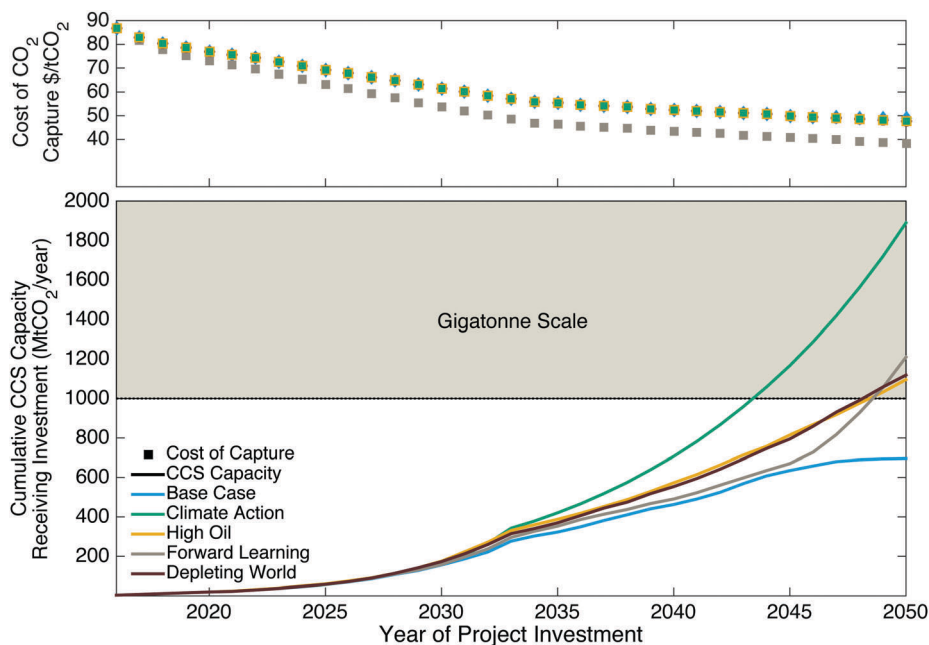 Cost of CO2
Capture $/tCO2
90
80
70
60
50
40
Cumulative CCS Capacity
Receiving Investment (MtCO2/year)
2000
1800
1600
1400
1200
1000
800
600
400
200
Gigatonne Scale
Cost of Capture
CCS Capacity
Base Case
Climate Action
High Oil
Forward Learning
Depleting World
2020 2025 2030 2035 2040 2045 2050
Year of Project Investment